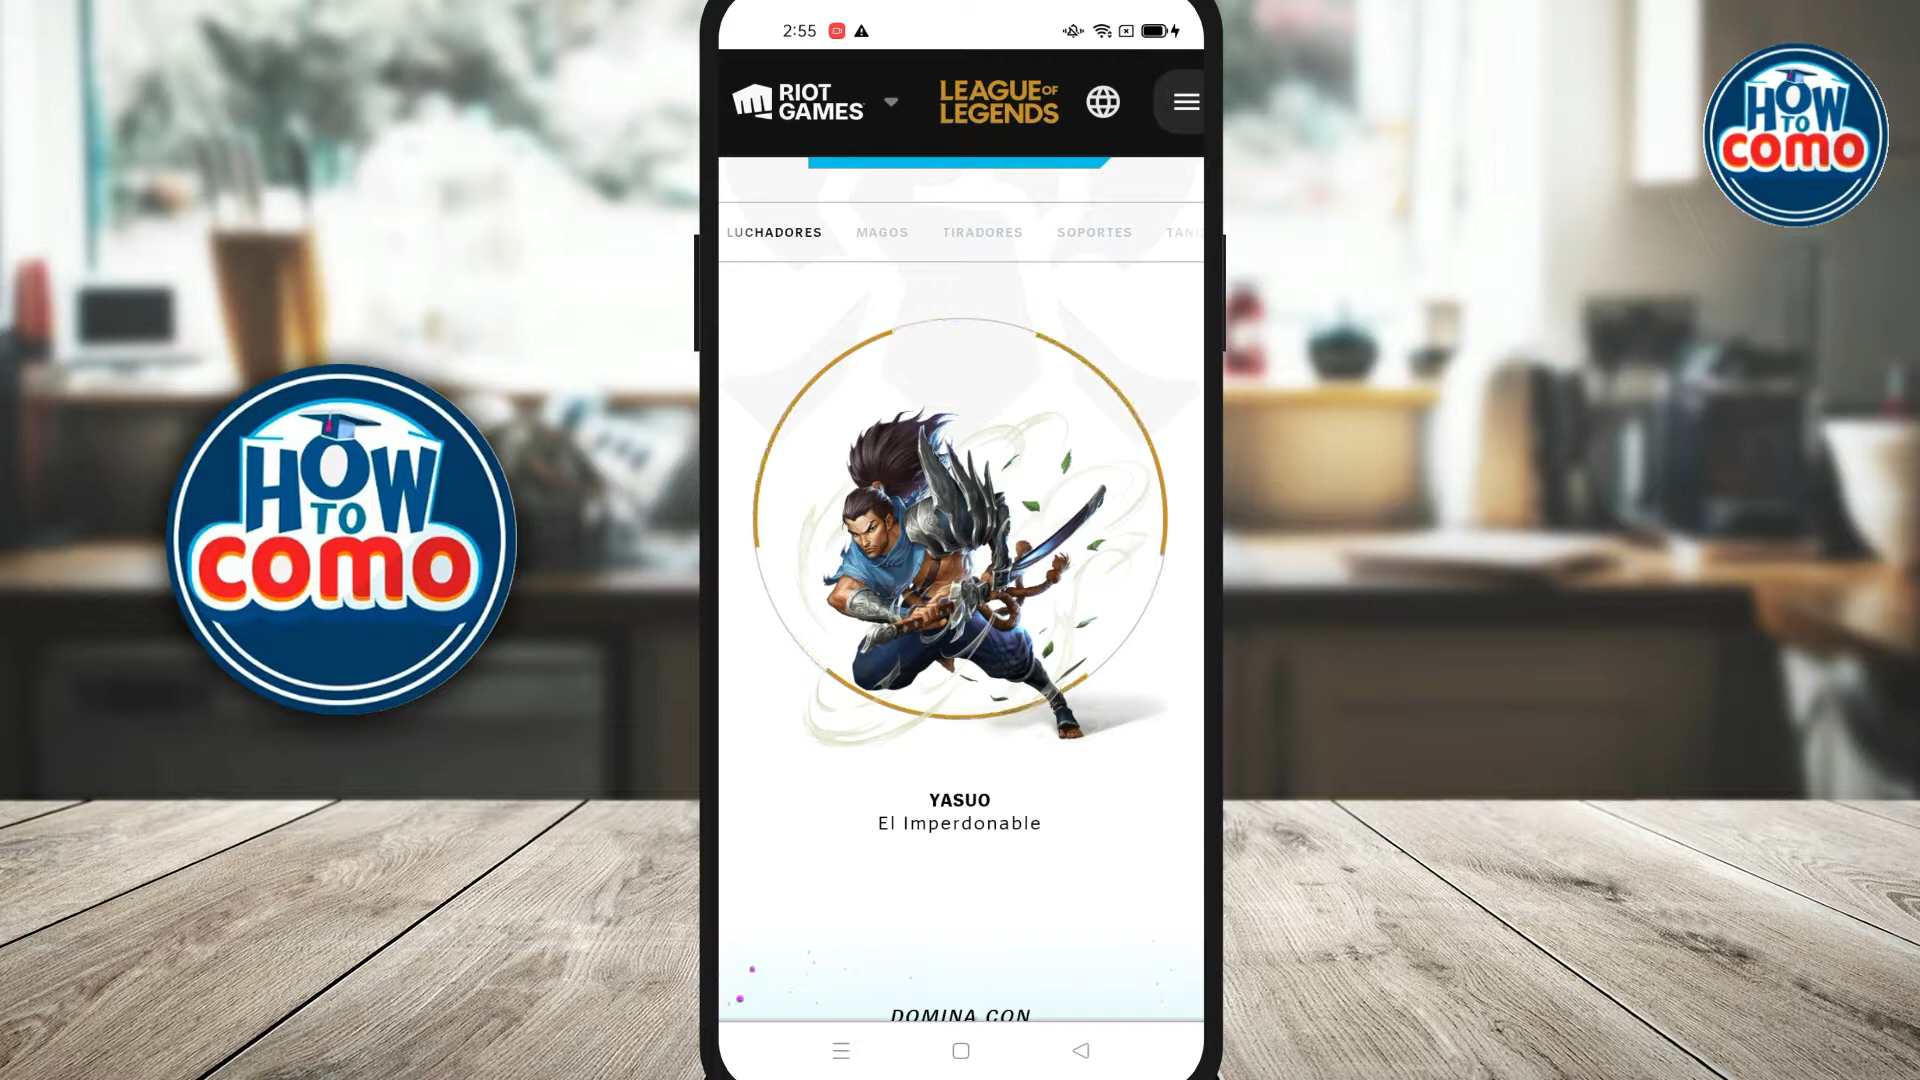 2:55
RIOT
GAMES
LEAGUE OF
LEGENDS
LUCHADORES MAGOS TIRADORES SOPORTES TANC
YASUO
El Imperdonable
DOMINA CON
HOW
TO
como
HOW
TO
como